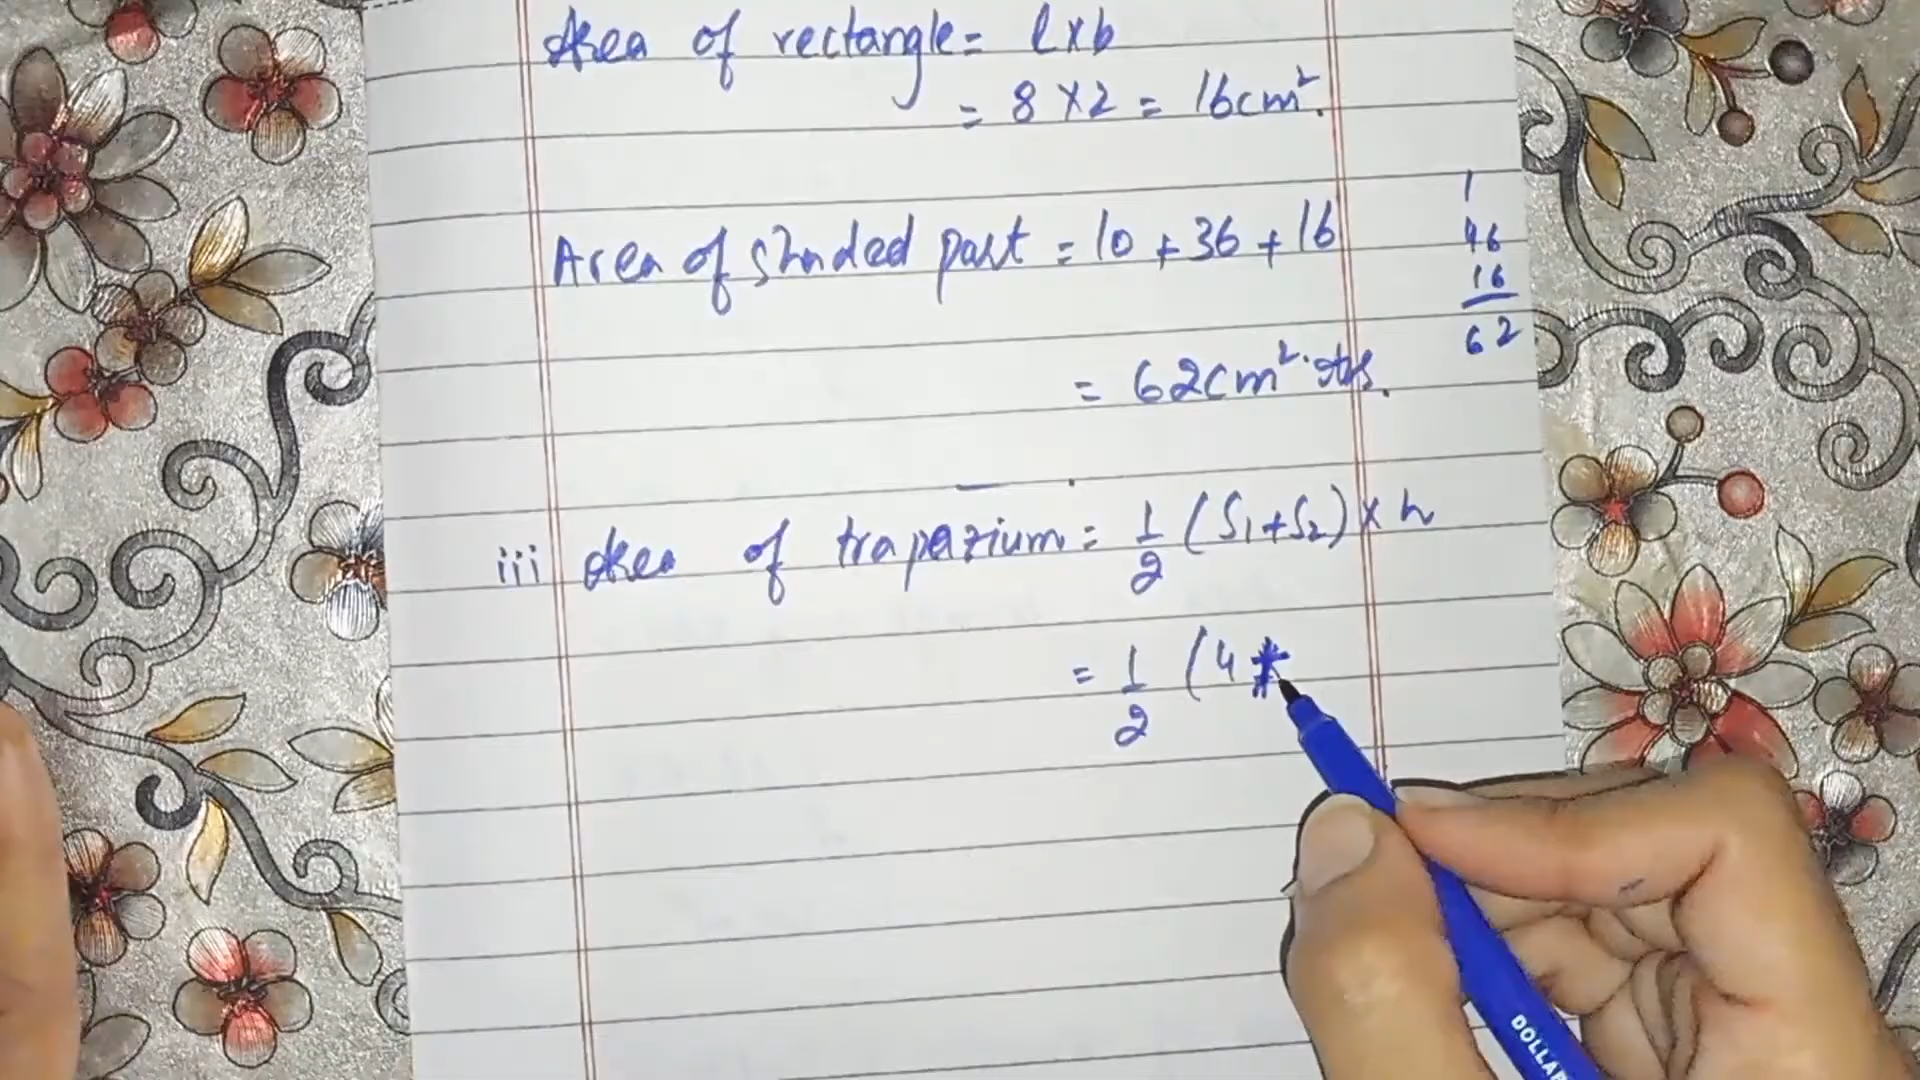 Area of rectangle = l×b
= 8×2 = 16cm².
Area of shaded part = 10 + 36 + 16
1
46
16
62
= 62cm². Ans.
iii Area of trapezium = 1/2 (S₁+S₂) × h
= 1/2 (4
DOLLAR